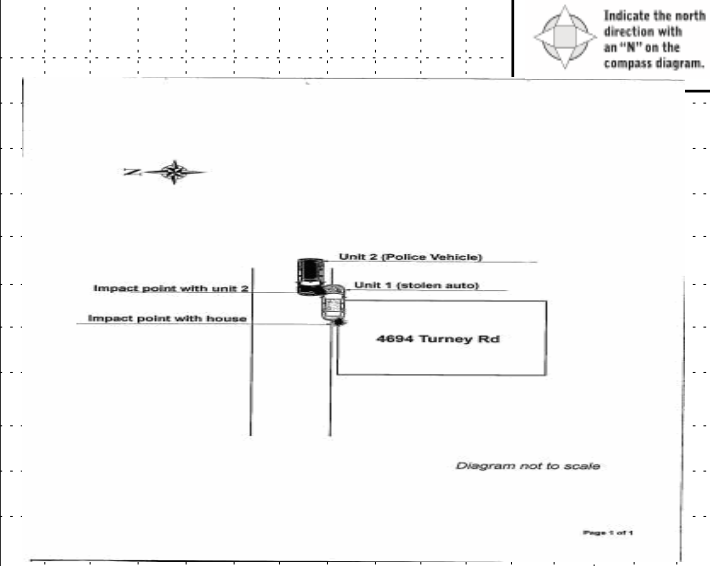 Indicate the north
direction with
an “N” on the
compass diagram.
N
Unit 2 (Police Vehicle)
Impact point with unit 2
Unit 1 (stolen auto)
Impact point with house
4694 Turney Rd
Diagram not to scale
Page 1 of 1